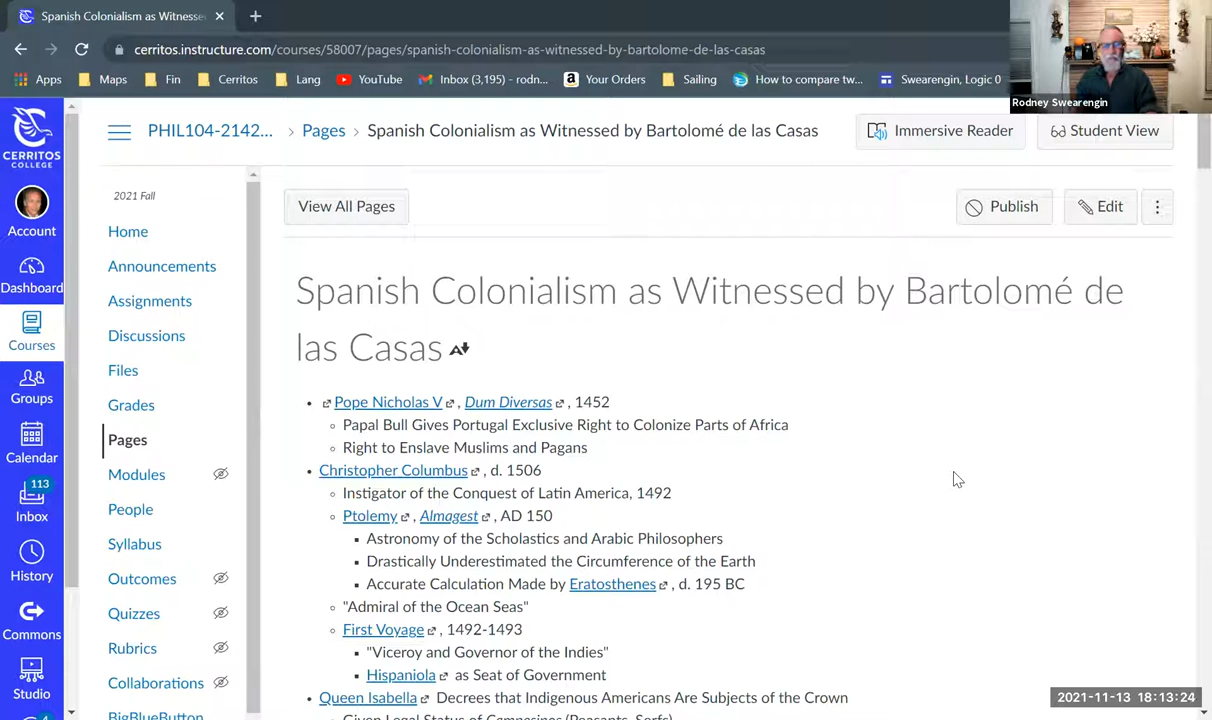 Spanish Colonialism as Witnesse
cerritos.instructure.com/courses/58007/pages/spanish-colonialism-as-witnessed-by-bartolome-de-las-casas
Apps Maps Fin Cerritos Lang YouTube Inbox (3,195) - rodn... Your Orders Sailing How to compare tw... Swearengin, Logic 0
Rodney Swearengin
CERRITOS
COLLEGE
Account
Dashboard
Courses
Groups
Calendar
113
Inbox
History
Commons
Studio
PHIL104-2142... › Pages › Spanish Colonialism as Witnessed by Bartolomé de las Casas
Immersive Reader
Student View
2021 Fall
Home
Announcements
Assignments
Discussions
Files
Grades
Pages
Modules
People
Syllabus
Outcomes
Quizzes
Rubrics
Collaborations
BigBlueButton
View All Pages
Publish
Edit
Spanish Colonialism as Witnessed by Bartolomé de
las Casas
• Pope Nicholas V , Dum Diversas , 1452
◦ Papal Bull Gives Portugal Exclusive Right to Colonize Parts of Africa
◦ Right to Enslave Muslims and Pagans
• Christopher Columbus , d. 1506
◦ Instigator of the Conquest of Latin America, 1492
◦ Ptolemy , Almagest , AD 150
▪ Astronomy of the Scholastics and Arabic Philosophers
▪ Drastically Underestimated the Circumference of the Earth
▪ Accurate Calculation Made by Eratosthenes , d. 195 BC
◦ "Admiral of the Ocean Seas"
◦ First Voyage , 1492-1493
▪ "Viceroy and Governor of the Indies"
▪ Hispaniola as Seat of Government
• Queen Isabella Decrees that Indigenous Americans Are Subjects of the Crown
◦ Given Legal Status of Campesinos (Peasants, Serfs)
2021-11-13 18:13:24